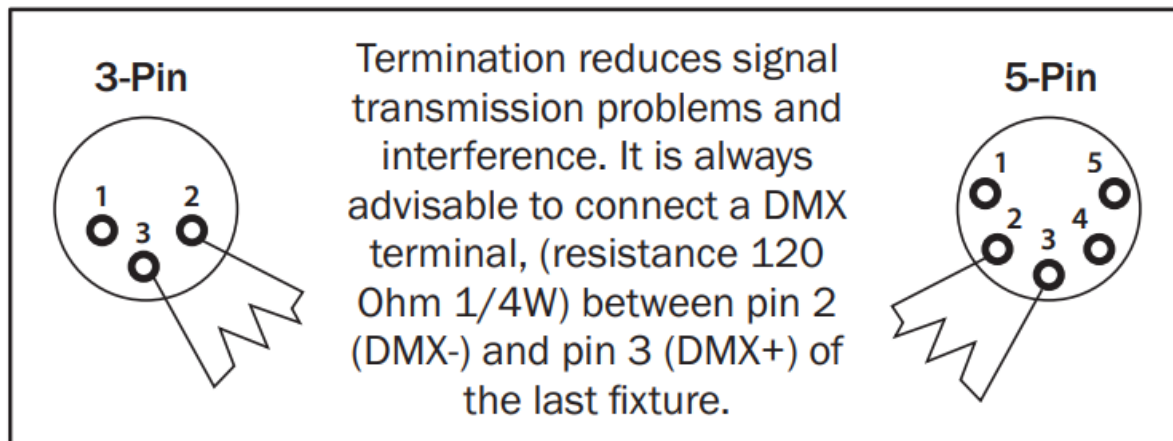 3-Pin
1
2
3
Termination reduces signal
transmission problems and
interference. It is always
advisable to connect a DMX
terminal, (resistance 120
Ohm 1/4W) between pin 2
(DMX-) and pin 3 (DMX+) of
the last fixture.
5-Pin
1
5
2
4
3